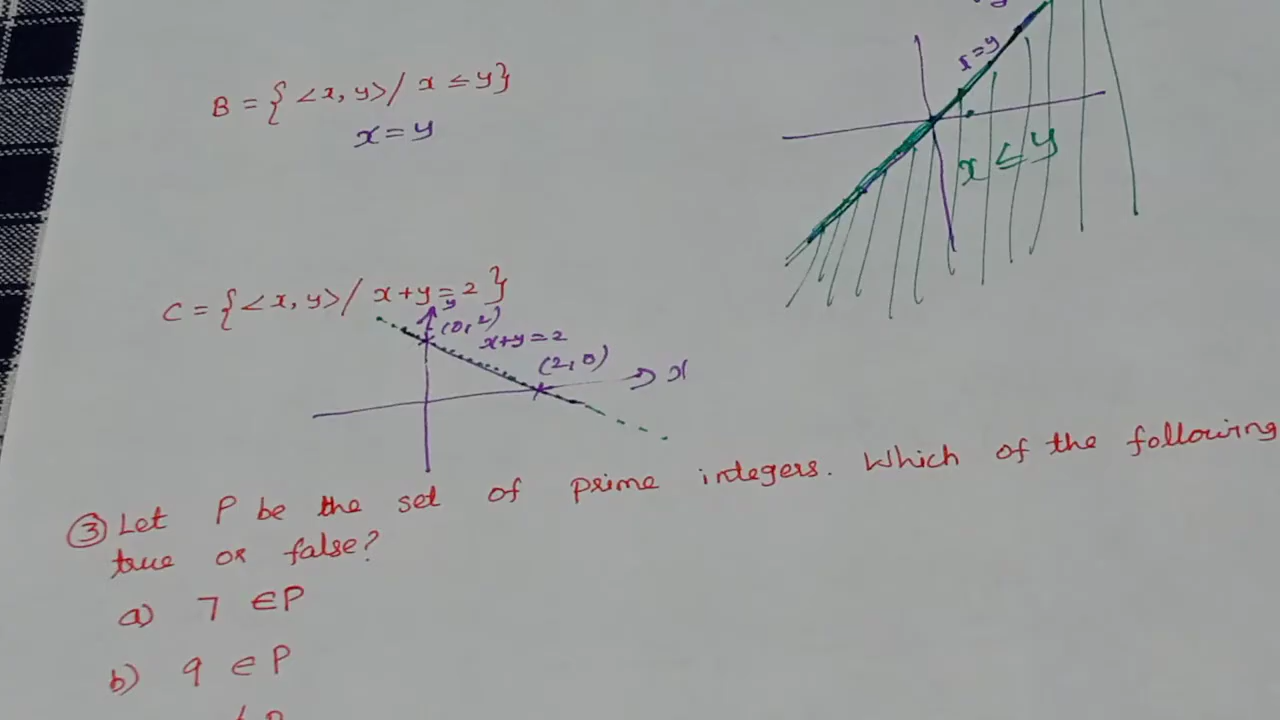 B = { <x, y> / x ≤ y}
x = y
x=y
x ≤ y
C = { <x, y> / x+y = 2 }
y
(0, 2)
x+y=2
(2, 0)
x
③ Let P be the set of prime integers. Which of the following
true or false?
a) 7 ∈ P
b) 9 ∈ P